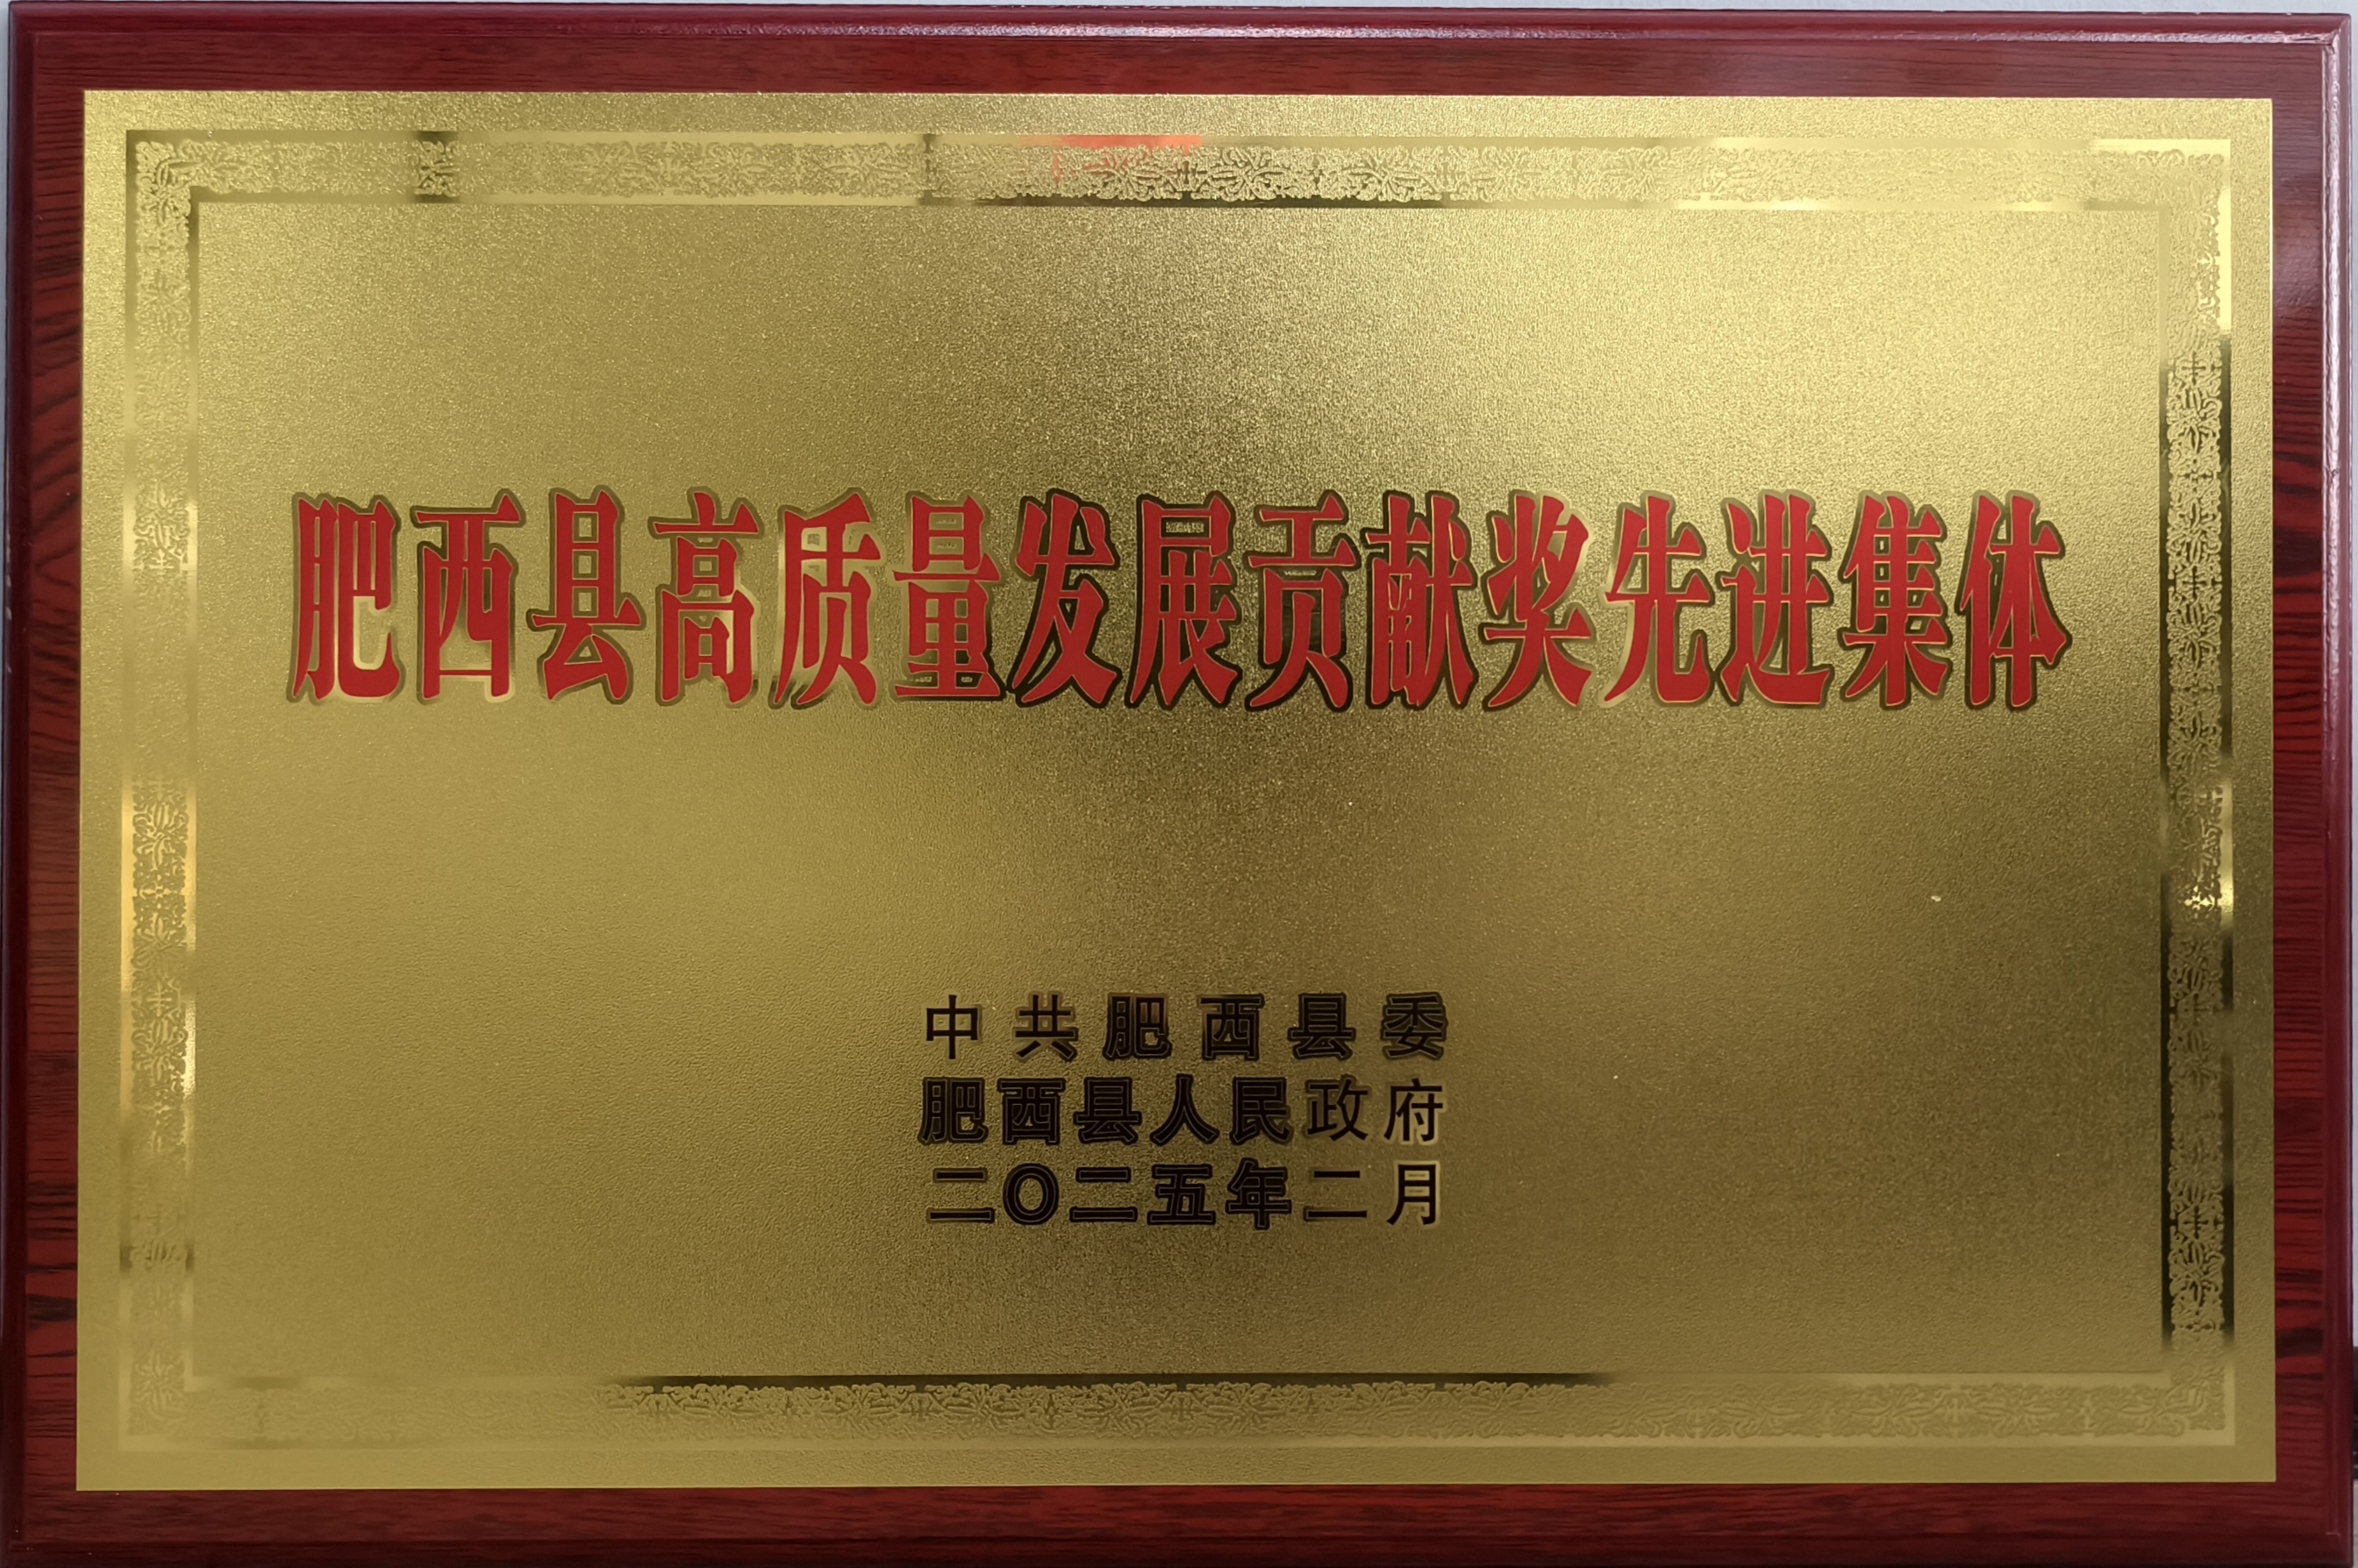 肥西县高质量发展贡献奖先进集体
中共肥西县委
肥西县人民政府
二〇二五年二月